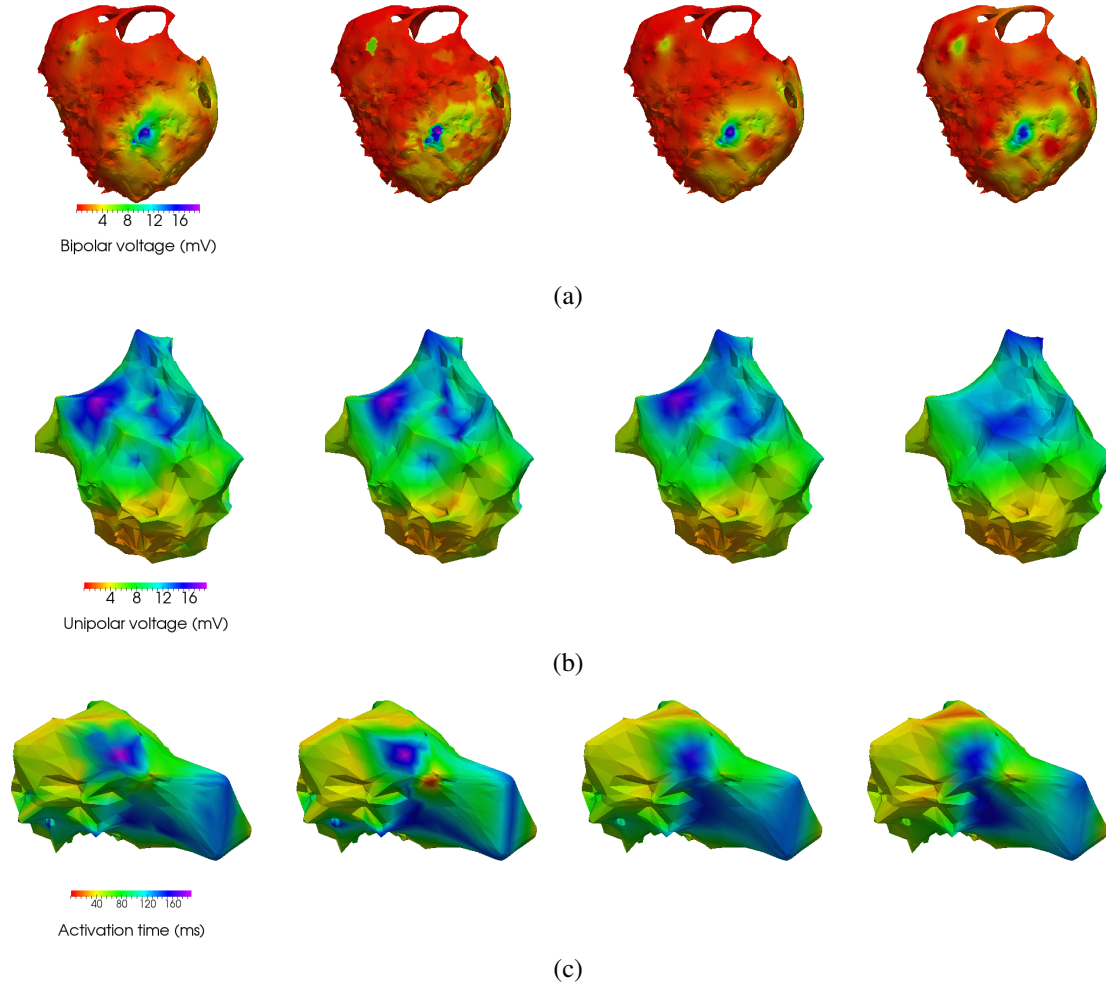 4 8 12 16
Bipolar voltage (mV)
(a)
4 8 12 16
Unipolar voltage (mV)
(b)
40 80 120 160
Activation time (ms)
(c)